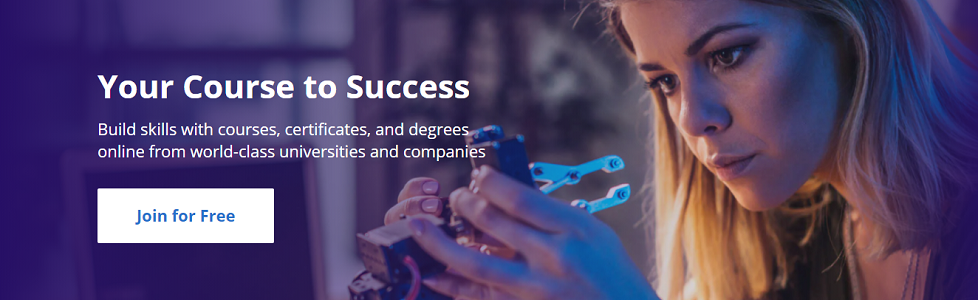 Your Course to Success
Build skills with courses, certificates, and degrees
online from world-class universities and companies
Join for Free